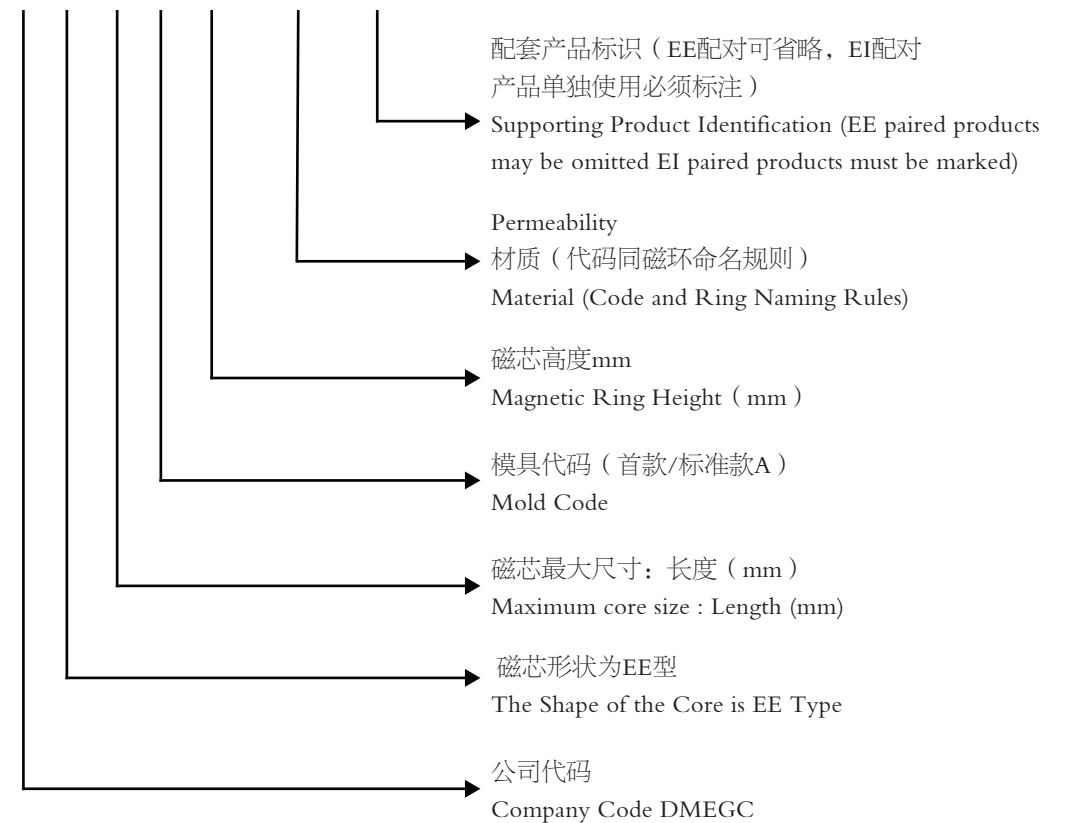 配套产品标识（EE配对可省略，EI配对
产品单独使用必须标注）
Supporting Product Identification (EE paired products
may be omitted EI paired products must be marked)
Permeability
材质（代码同磁环命名规则）
Material (Code and Ring Naming Rules)
磁芯高度mm
Magnetic Ring Height（mm）
模具代码（首款/标准款A）
Mold Code
磁芯最大尺寸：长度（mm）
Maximum core size : Length (mm)
磁芯形状为EE型
The Shape of the Core is EE Type
公司代码
Company Code DMEGC